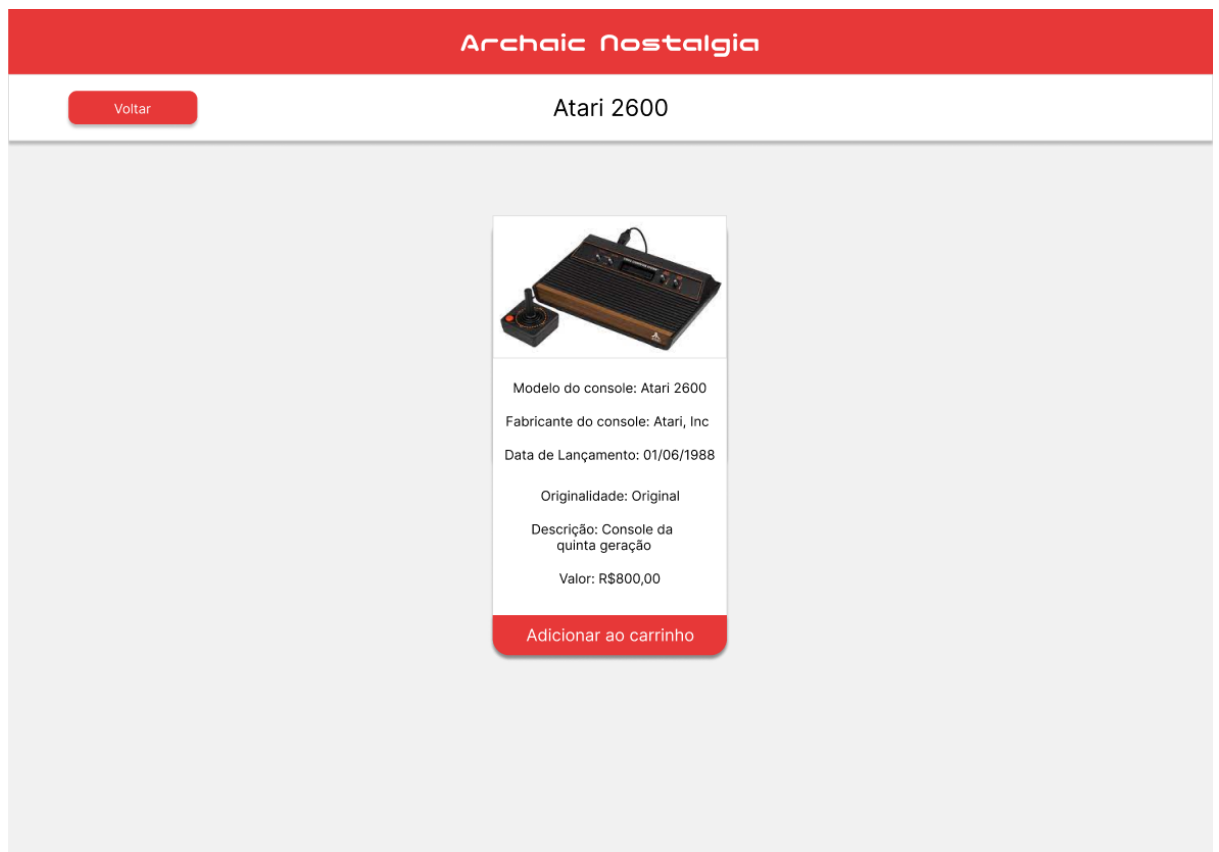 Archaic Nostalgia
Voltar
Atari 2600
Modelo do console: Atari 2600
Fabricante do console: Atari, Inc
Data de Lançamento: 01/06/1988
Originalidade: Original
Descrição: Console da
quinta geração
Valor: R$800,00
Adicionar ao carrinho